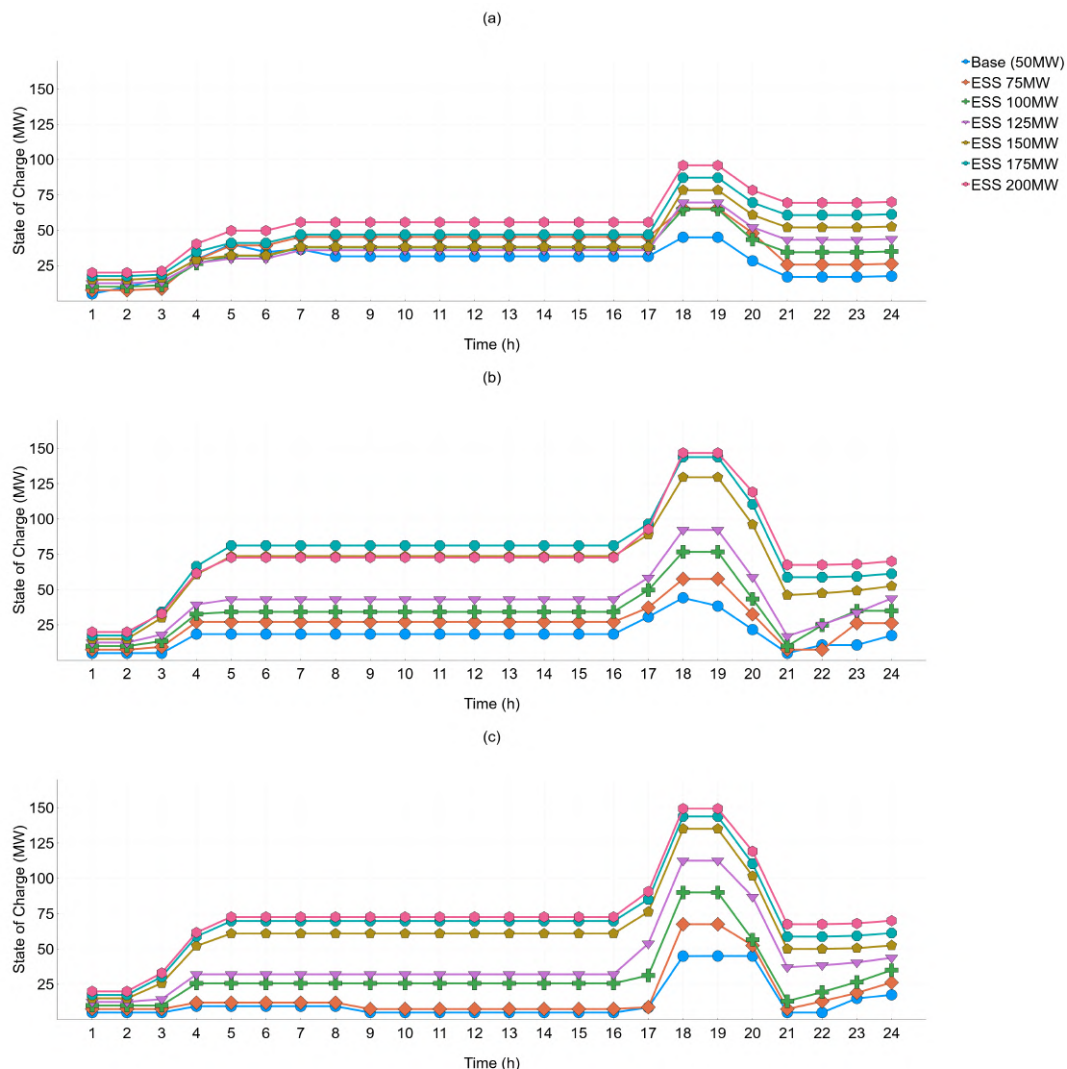 (a)
State of Charge (MW)
150
125
100
75
50
25
1 2 3 4 5 6 7 8 9 10 11 12 13 14 15 16 17 18 19 20 21 22 23 24
Time (h)
Base (50MW)
ESS 75MW
ESS 100MW
ESS 125MW
ESS 150MW
ESS 175MW
ESS 200MW
(b)
State of Charge (MW)
150
125
100
75
50
25
1 2 3 4 5 6 7 8 9 10 11 12 13 14 15 16 17 18 19 20 21 22 23 24
Time (h)
(c)
State of Charge (MW)
150
125
100
75
50
25
1 2 3 4 5 6 7 8 9 10 11 12 13 14 15 16 17 18 19 20 21 22 23 24
Time (h)